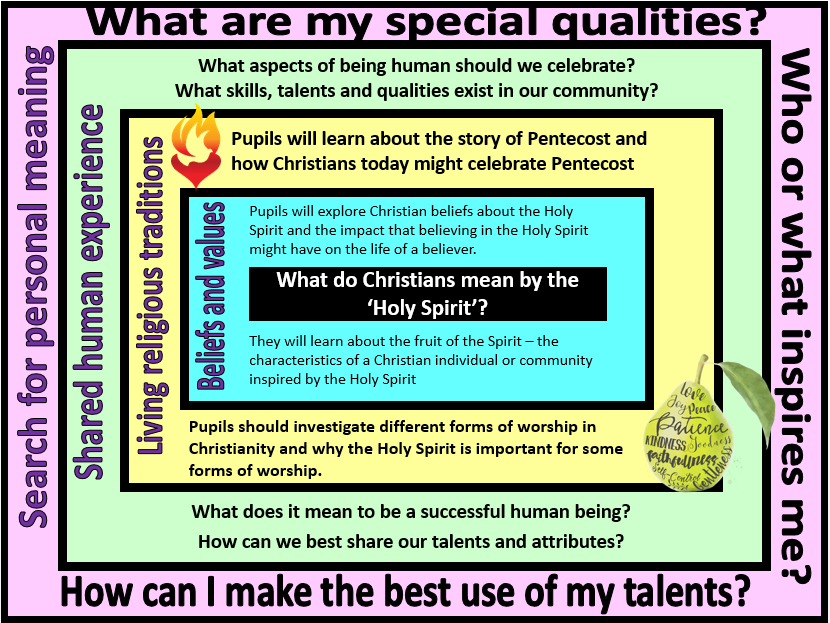 What are my special qualities?
Search for personal meaning
Who or what inspires me?
Shared human experience
What aspects of being human should we celebrate?
What skills, talents and qualities exist in our community?
Living religious traditions
Pupils will learn about the story of Pentecost and
how Christians today might celebrate Pentecost
Beliefs and values
Pupils will explore Christian beliefs about the Holy
Spirit and the impact that believing in the Holy Spirit
might have on the life of a believer.
What do Christians mean by the
‘Holy Spirit’?
They will learn about the fruit of the Spirit – the
characteristics of a Christian individual or community
inspired by the Holy Spirit
Love
Joy Peace
Patience
KINDNESS Goodness
faithfullness
Gentleness
Self-Control
Pupils should investigate different forms of worship in
Christianity and why the Holy Spirit is important for some
forms of worship.
What does it mean to be a successful human being?
How can we best share our talents and attributes?
How can I make the best use of my talents?